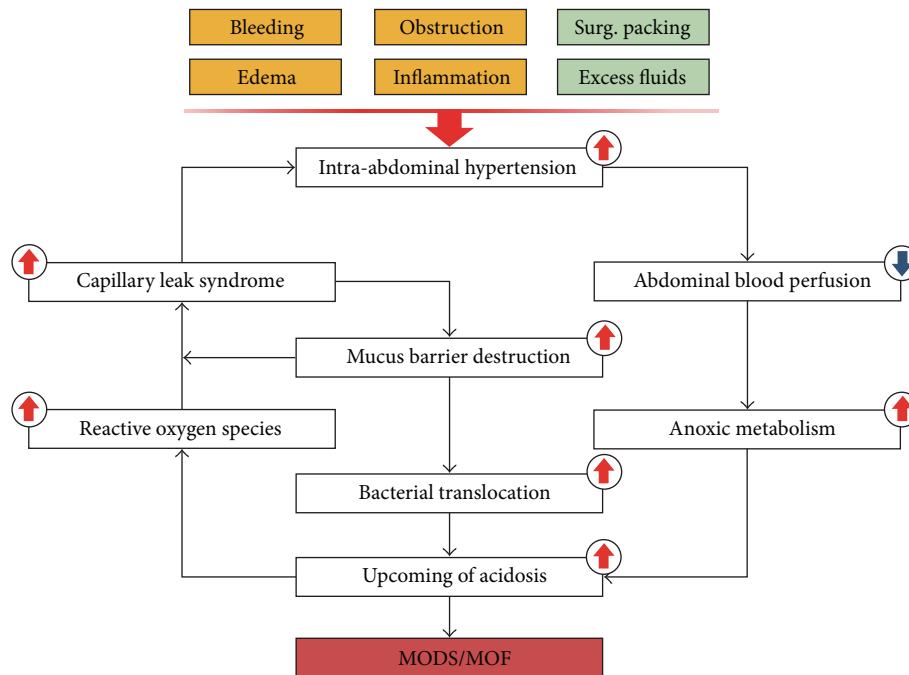 Bleeding
Obstruction
Surg. packing
Edema
Inflammation
Excess fluids
Intra-abdominal hypertension
Capillary leak syndrome
Abdominal blood perfusion
Mucus barrier destruction
Reactive oxygen species
Anoxic metabolism
Bacterial translocation
Upcoming of acidosis
MODS/MOF